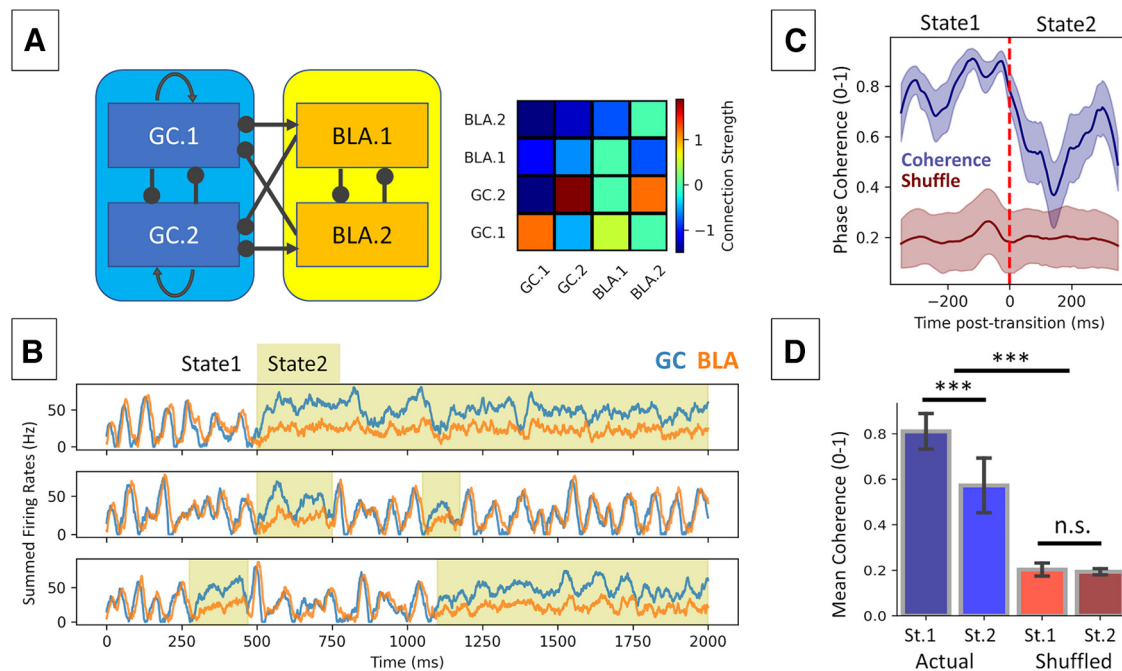 A
GC.1
BLA.1
GC.2
BLA.2
BLA.2
BLA.1
GC.2
GC.1
GC.1
GC.2
BLA.1
BLA.2
1
0
−1
Connection Strength
C
State1
State2
Phase Coherence (0-1)
0.8
0.6
0.4
0.2
Coherence
Shuffle
−200
0
200
Time post-transition (ms)
B
State1
State2
GC BLA
Summed Firing Rates (Hz)
50
0
50
0
50
0
0
250
500
750
1000
1250
1500
1750
2000
Time (ms)
D
***
***
n.s.
Mean Coherence (0-1)
0.8
0.6
0.4
0.2
0.0
St.1
St.2
St.1
St.2
Actual
Shuffled